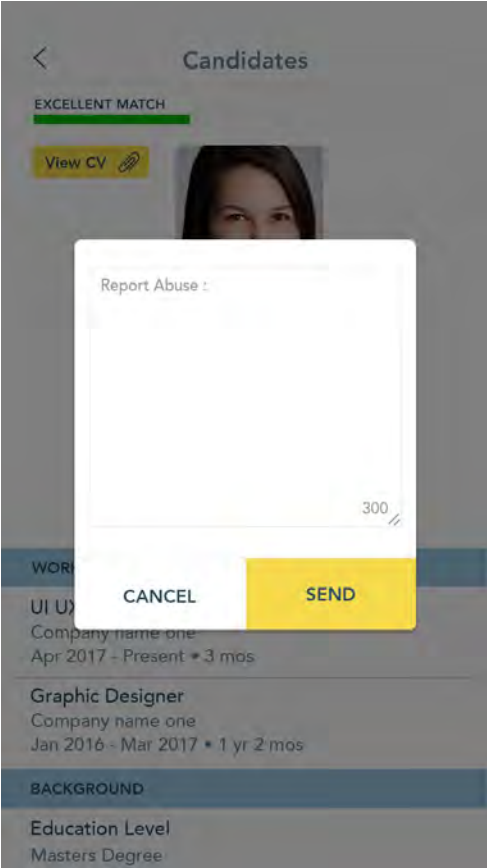 Candidates
EXCELLENT MATCH
View CV
Report Abuse :
300
CANCEL
SEND
UI UX
Company name one
Apr 2017 - Present • 3 mos
Graphic Designer
Company name one
Jan 2016 - Mar 2017 • 1 yr 2 mos
BACKGROUND
Education Level
Masters Degree